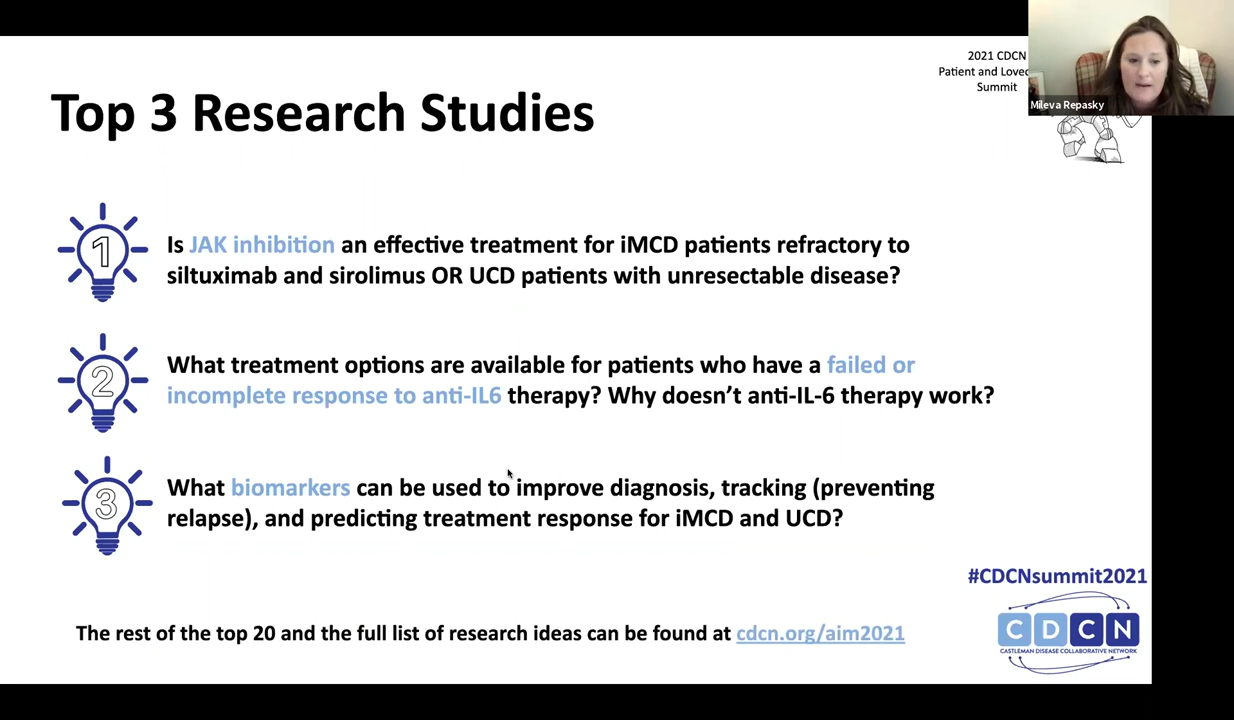 2021 CDCN
Patient and Loved
Summit
Mileva Repasky
Top 3 Research Studies
1
Is JAK inhibition an effective treatment for iMCD patients refractory to
siltuximab and sirolimus OR UCD patients with unresectable disease?
2
What treatment options are available for patients who have a failed or
incomplete response to anti-IL6 therapy? Why doesn't anti-IL-6 therapy work?
3
What biomarkers can be used to improve diagnosis, tracking (preventing
relapse), and predicting treatment response for iMCD and UCD?
#CDCNsummit2021
The rest of the top 20 and the full list of research ideas can be found at cdcn.org/aim2021
CDCN
CASTLEMAN DISEASE COLLABORATIVE NETWORK